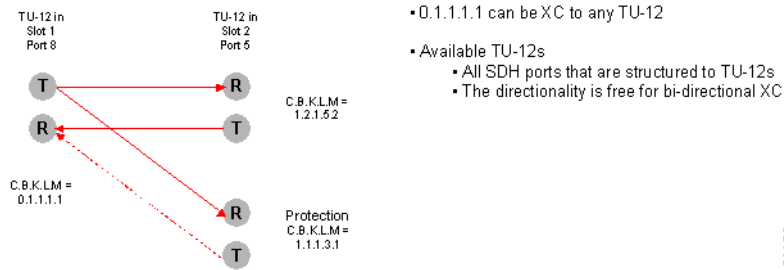 TU-12 in
Slot 1
Port 8
TU-12 in
Slot 2
Port 5
T
R
R
T
C.B.K.L.M =
1.2.1.5.2
C.B.K.L.M =
0.1.1.1.1
R
T
Protection
C.B.K.L.M =
1.1.1.3.1
▪ 0.1.1.1.1 can be XC to any TU-12
▪ Available TU-12s
▪ All SDH ports that are structured to TU-12s
▪ The directionality is free for bi-directional XC